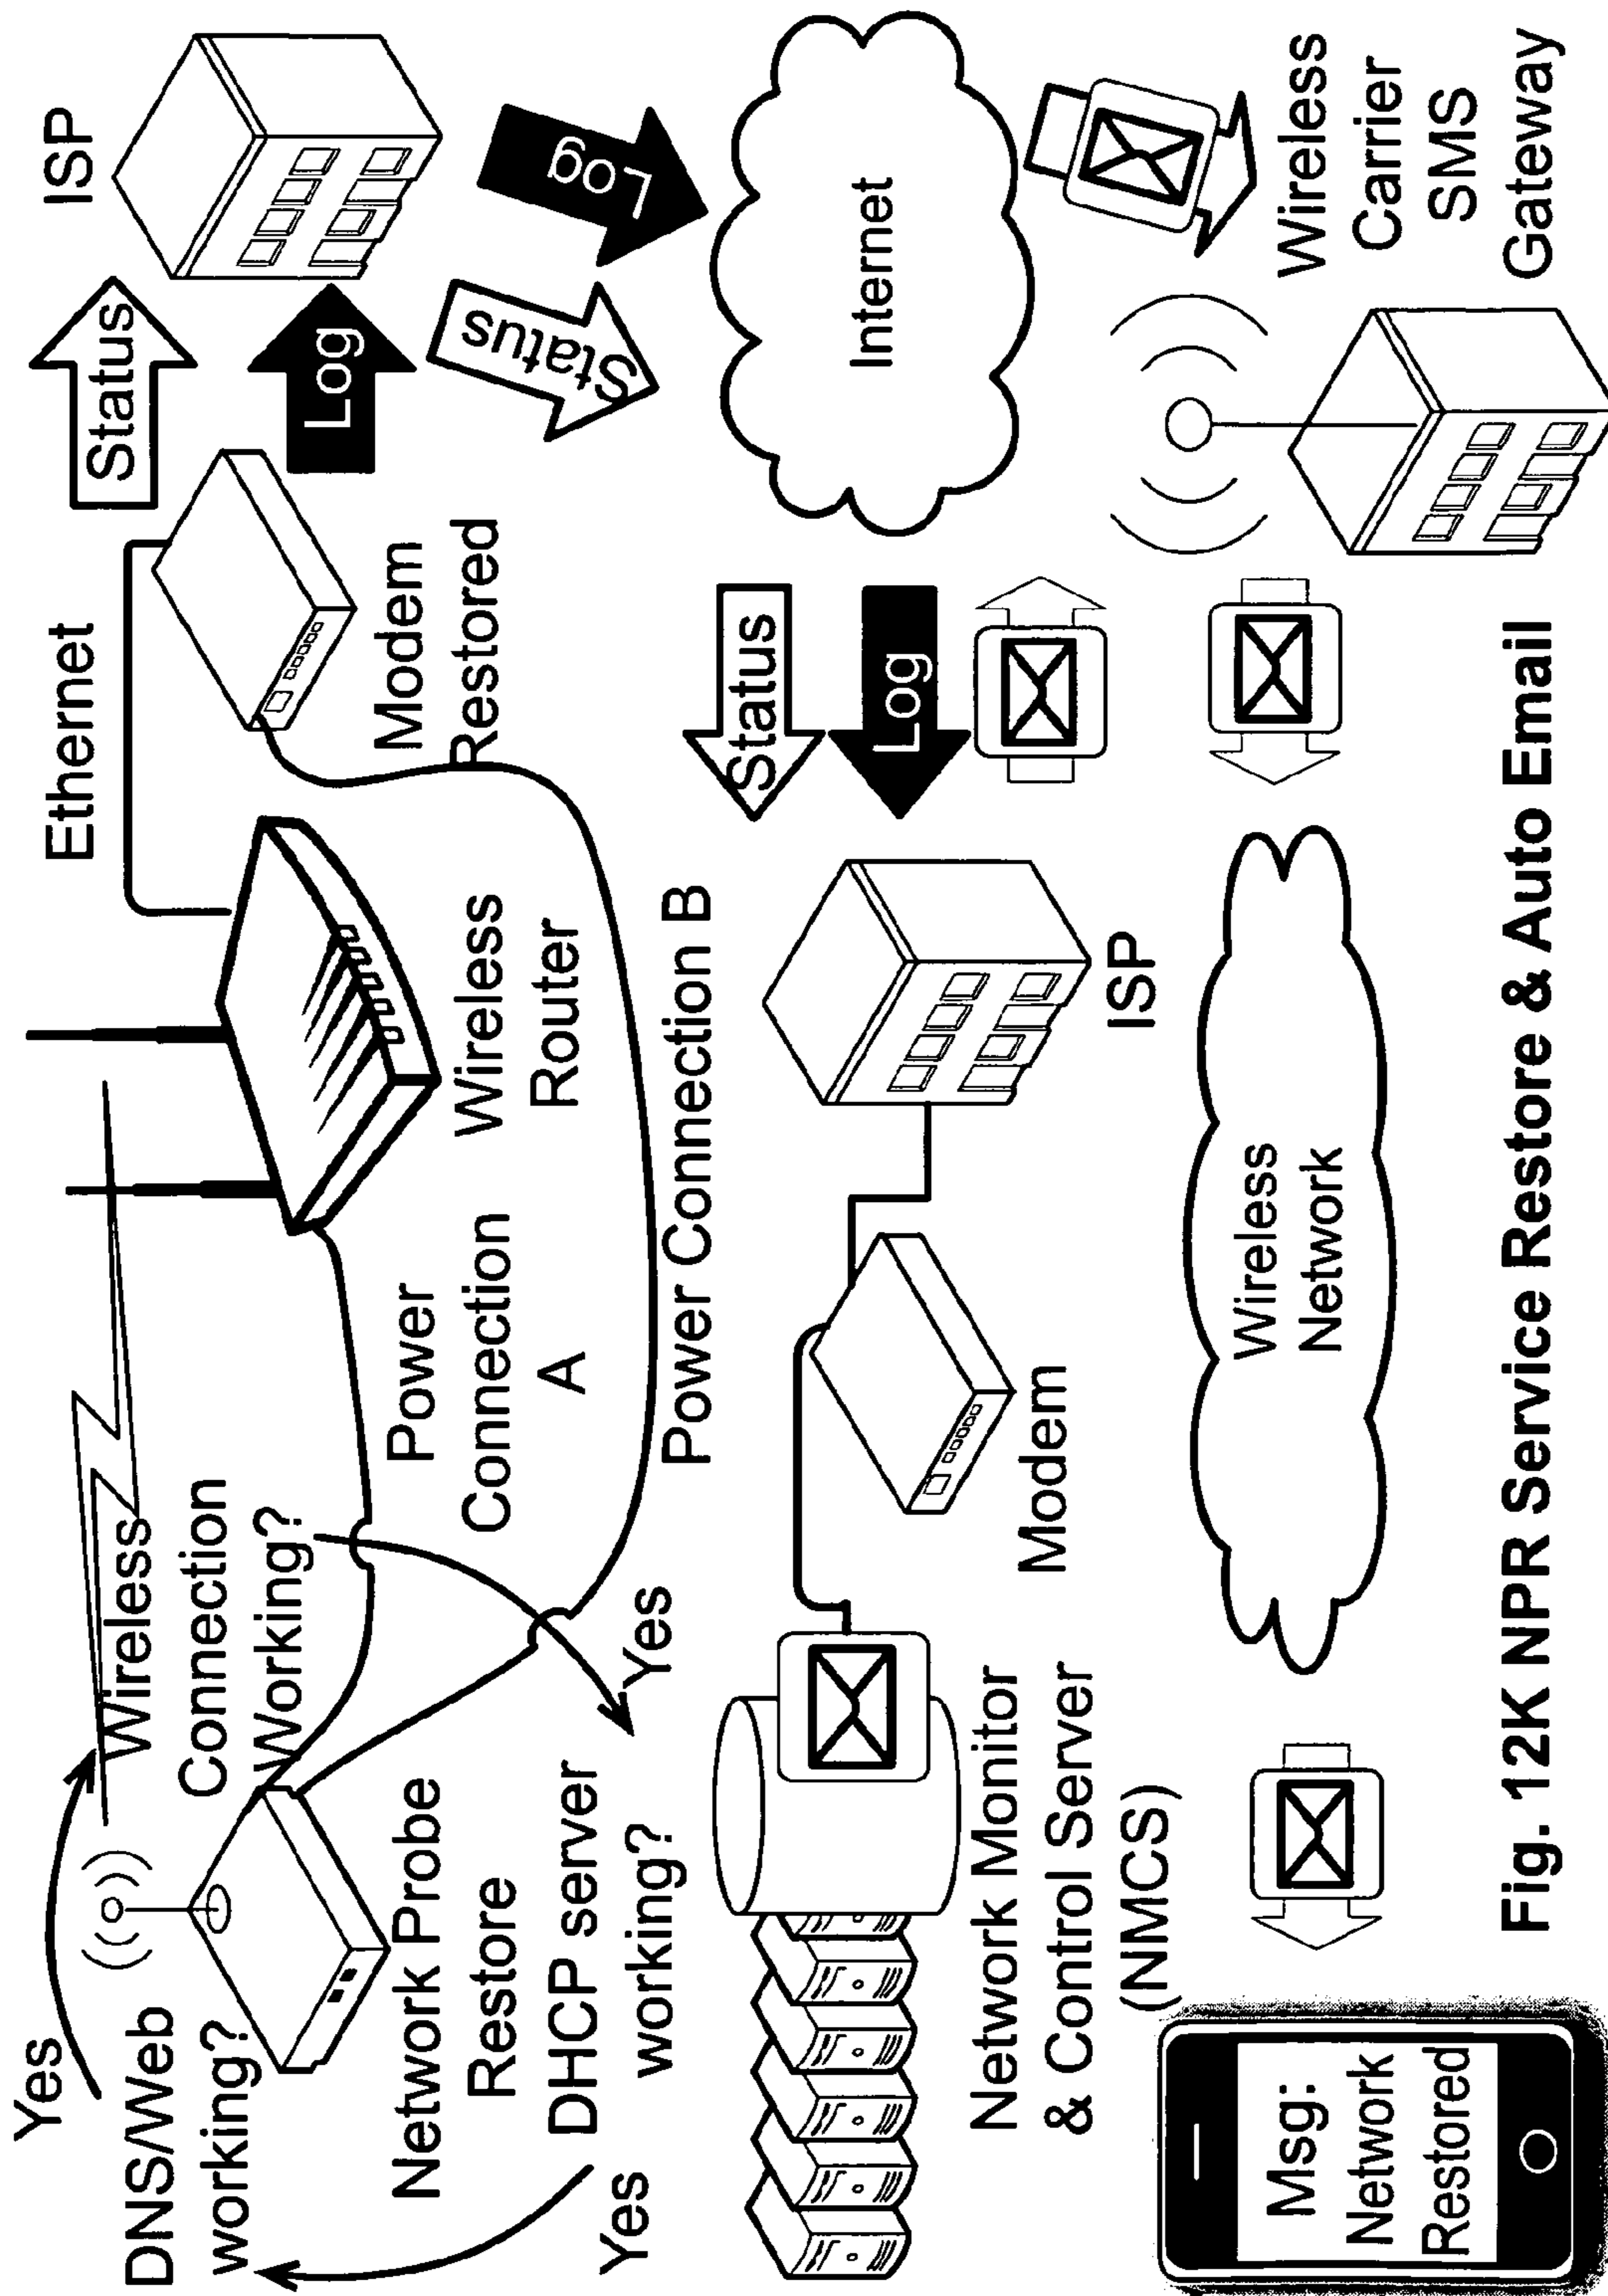 Yes
DNS/Web
working?
Wireless
Connection
Working?
Ethernet
Status
Log
ISP
Network Probe
Restore
DHCP server
working?
Yes
Yes
Power
Connection
A
Wireless
Router
Modem
Restored
Power Connection B
Status
Log
Network Monitor
& Control Server
(NMCS)
Modem
ISP
Status
Log
Internet
Msg:
Network
Restored
Wireless
Network
Wireless
Carrier
SMS
Gateway
Fig. 12K NPR Service Restore & Auto Email